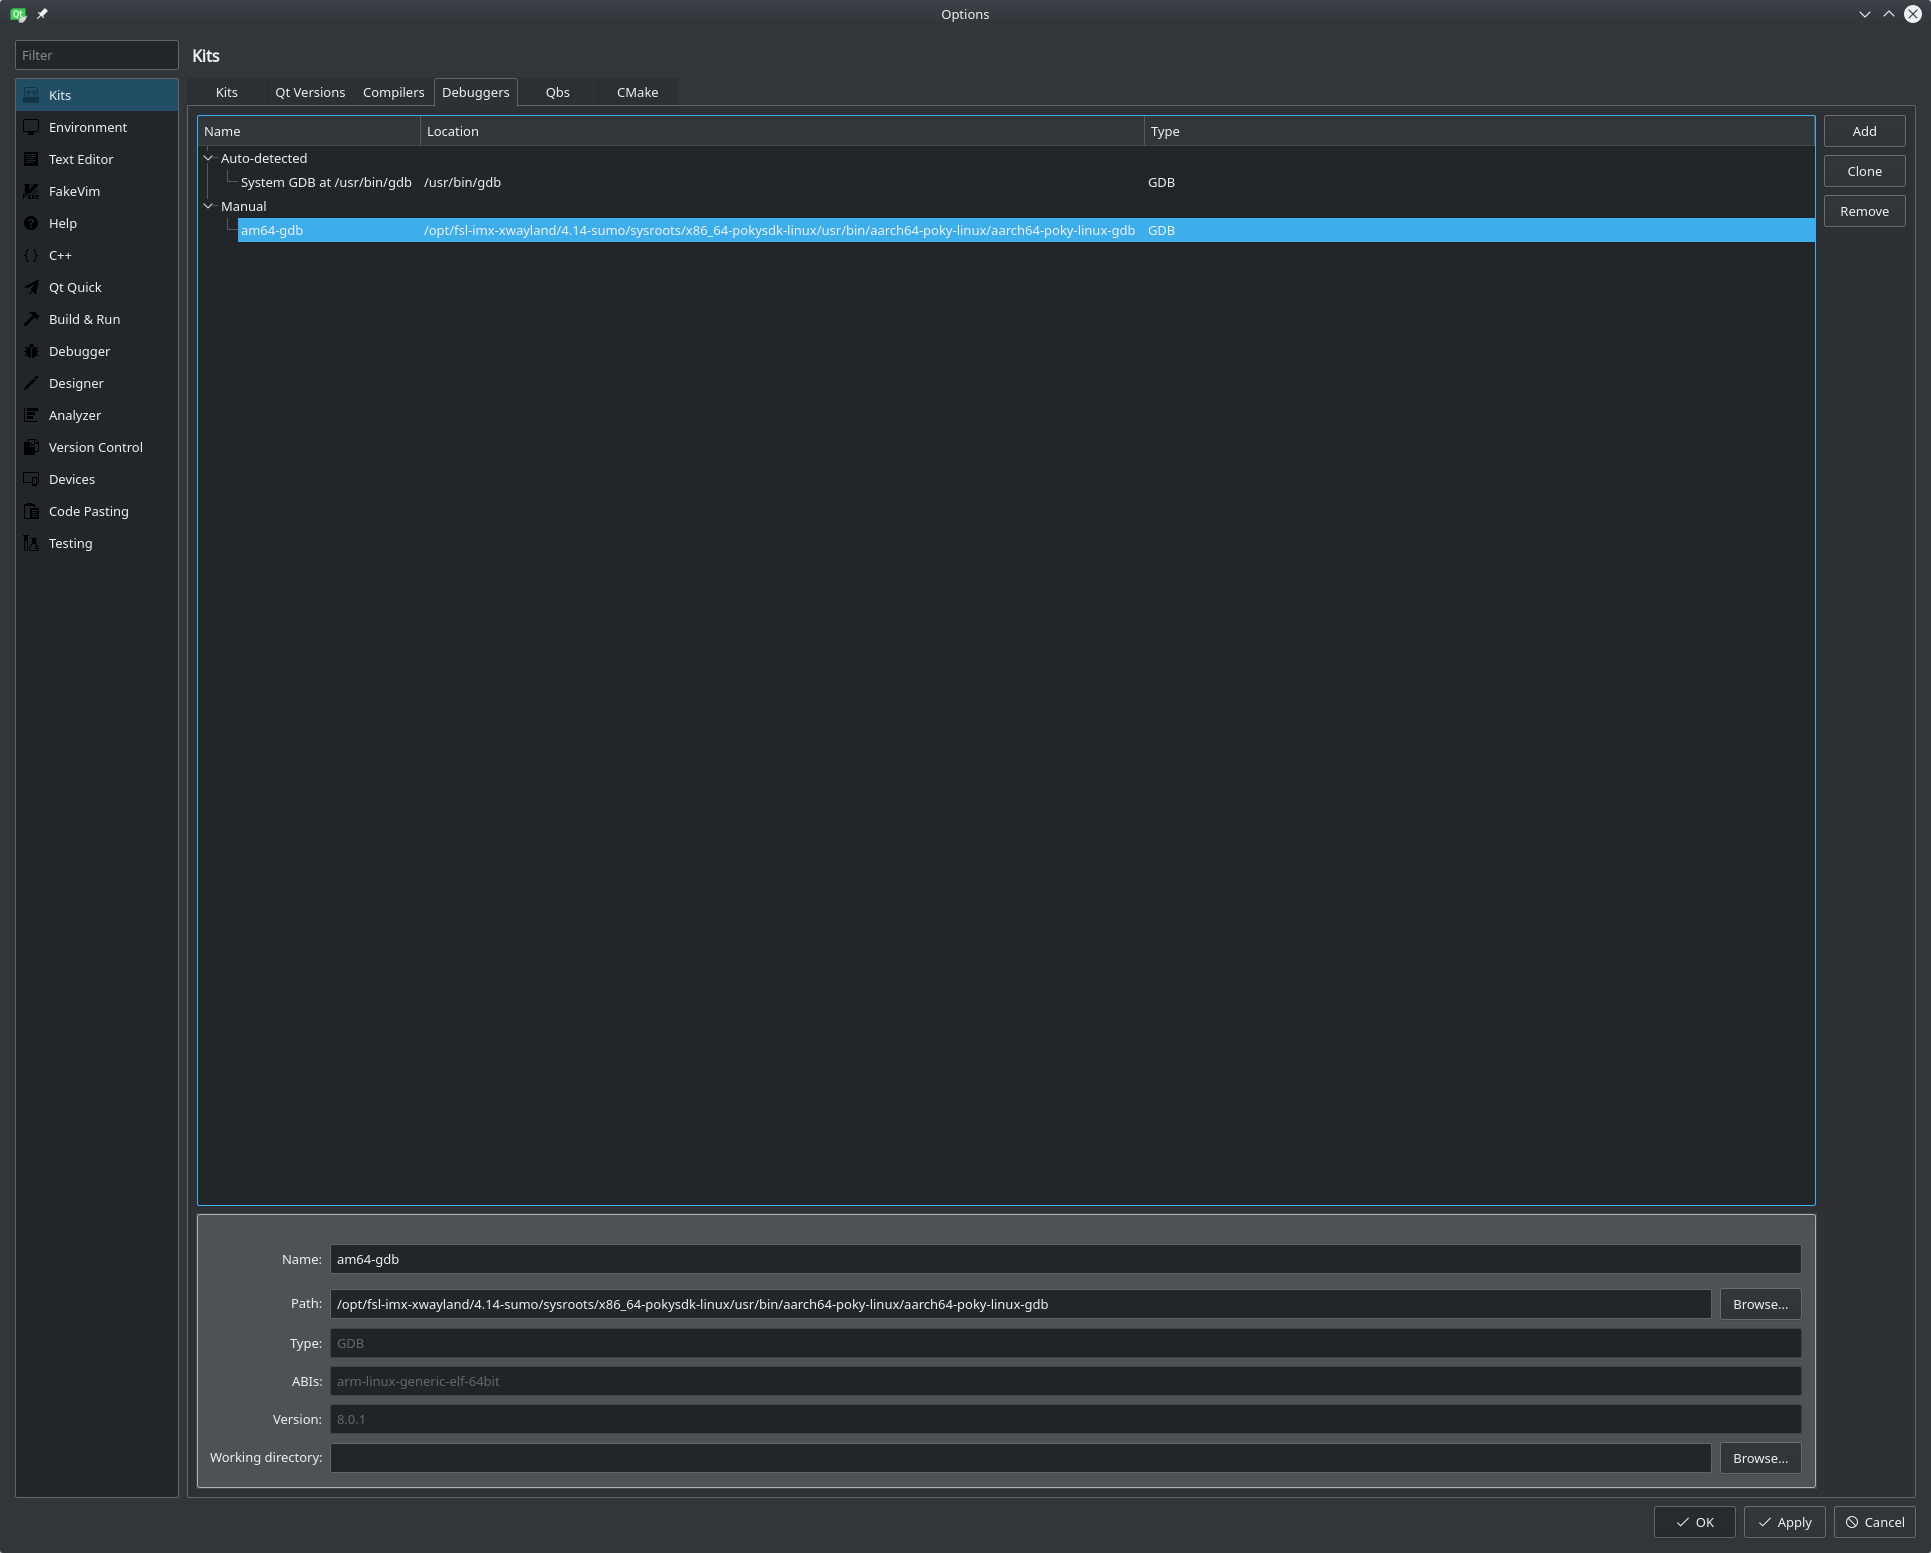 Options
Filter
Kits
Environment
Text Editor
FakeVim
Help
C++
Qt Quick
Build & Run
Debugger
Designer
Analyzer
Version Control
Devices
Code Pasting
Testing
Kits
Kits Qt Versions Compilers Debuggers Qbs CMake
Name Location Type
Auto-detected
System GDB at /usr/bin/gdb /usr/bin/gdb GDB
Manual
am64-gdb /opt/fsl-imx-xwayland/4.14-sumo/sysroots/x86_64-pokysdk-linux/usr/bin/aarch64-poky-linux/aarch64-poky-linux-gdb GDB
Add
Clone
Remove
Name: am64-gdb
Path: /opt/fsl-imx-xwayland/4.14-sumo/sysroots/x86_64-pokysdk-linux/usr/bin/aarch64-poky-linux/aarch64-poky-linux-gdb Browse...
Type: GDB
ABIs: arm-linux-generic-elf-64bit
Version: 8.0.1
Working directory: Browse...
OK Apply Cancel